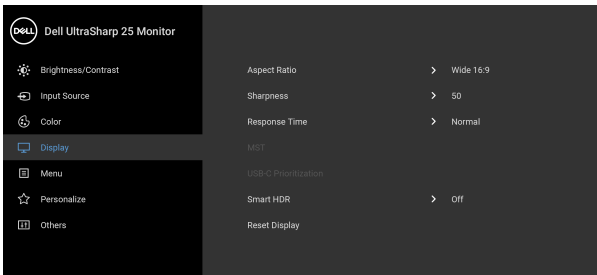 DELL Dell UltraSharp 25 Monitor
Brightness/Contrast Aspect Ratio Wide 16:9
Input Source Sharpness 50
Color Response Time Normal
Display MST
Menu USB-C Prioritization
Personalize Smart HDR Off
Others Reset Display